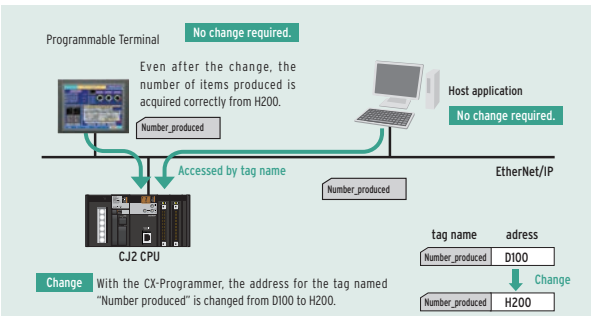 Programmable Terminal
No change required.
Even after the change, the
number of items produced is
acquired correctly from H200.
Number_produced
Host application
No change required.
Accessed by tag name
EtherNet/IP
Number_produced
CJ2 CPU
tag name adress
Number_produced D100
Change
Number_produced H200
Change With the CX-Programmer, the address for the tag named
“Number produced” is changed from D100 to H200.